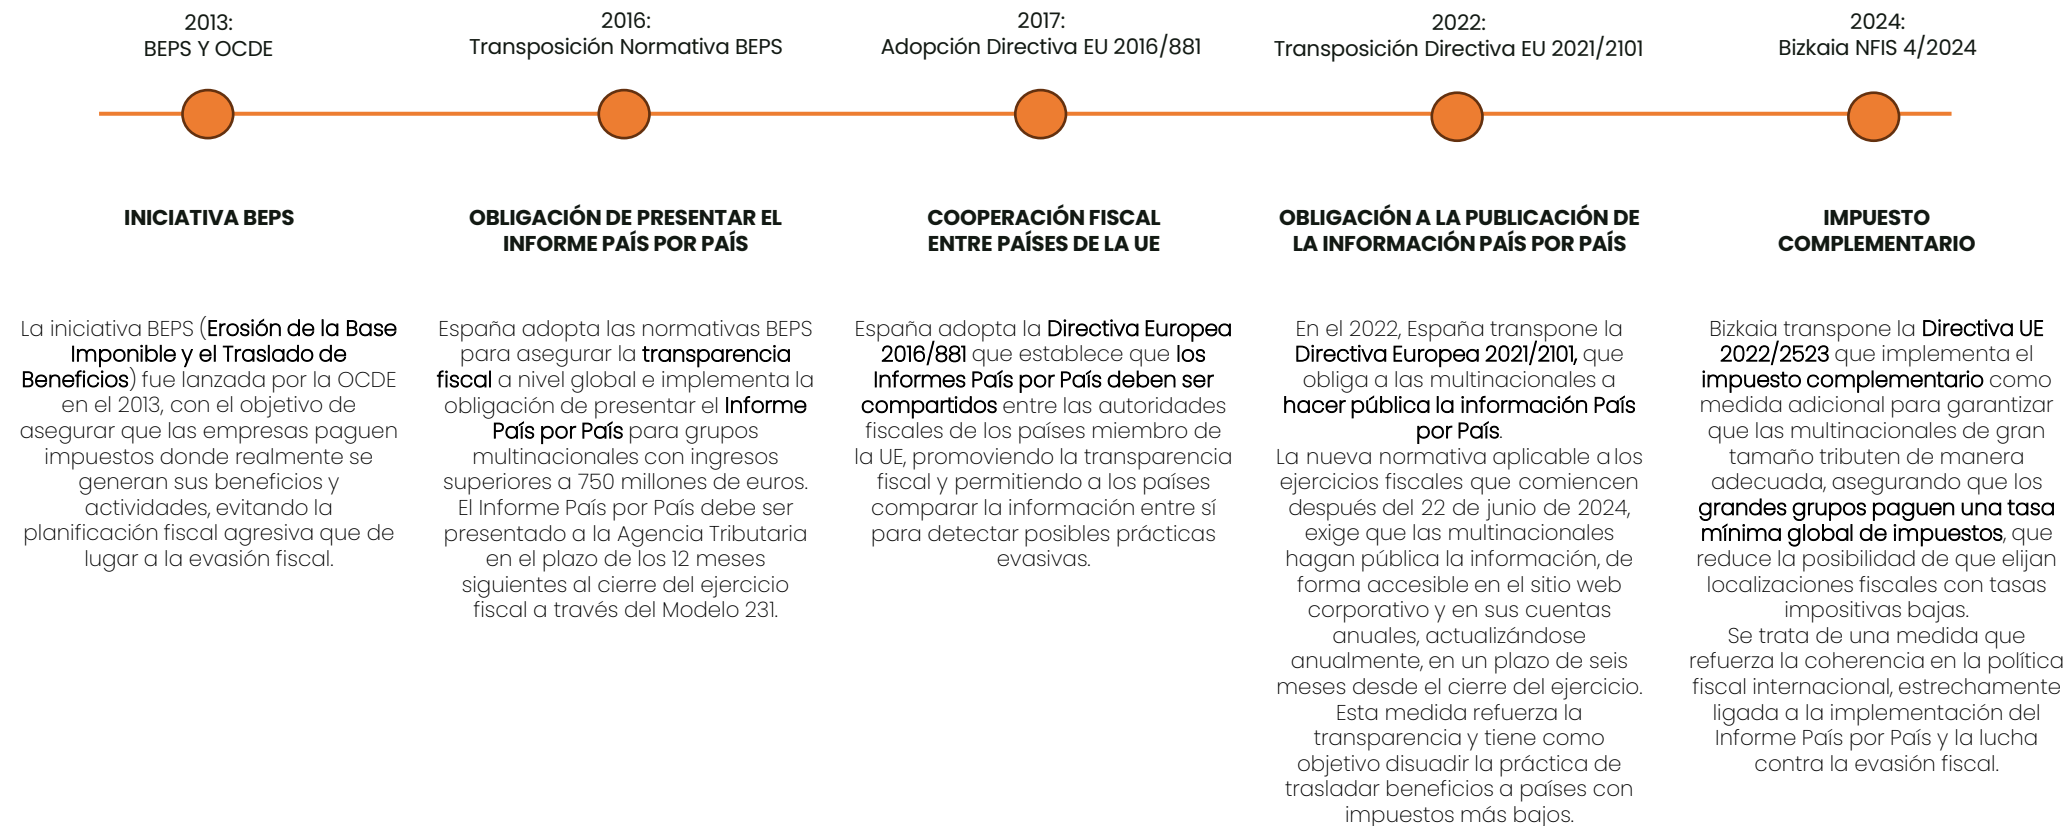 2013:
BEPS Y OCDE
2016:
Transposición Normativa BEPS
2017:
Adopción Directiva EU 2016/881
2022:
Transposición Directiva EU 2021/2101
2024:
Bizkaia NFIS 4/2024
INICIATIVA BEPS
La iniciativa BEPS (Erosión de la Base
Imponible y el Traslado de
Beneficios) fue lanzada por la OCDE
en el 2013, con el objetivo de
asegurar que las empresas paguen
impuestos donde realmente se
generan sus beneficios y
actividades, evitando la
planificación fiscal agresiva que de
lugar a la evasión fiscal.
OBLIGACIÓN DE PRESENTAR EL
INFORME PAÍS POR PAÍS
España adopta las normativas BEPS
para asegurar la transparencia
fiscal a nivel global e implementa la
obligación de presentar el Informe
País por País para grupos
multinacionales con ingresos
superiores a 750 millones de euros.
El Informe País por País debe ser
presentado a la Agencia Tributaria
en el plazo de los 12 meses
siguientes al cierre del ejercicio
fiscal a través del Modelo 231.
COOPERACIÓN FISCAL
ENTRE PAÍSES DE LA UE
España adopta la Directiva Europea
2016/881 que establece que los
Informes País por País deben ser
compartidos entre las autoridades
fiscales de los países miembro de
la UE, promoviendo la transparencia
fiscal y permitiendo a los países
comparar la información entre sí
para detectar posibles prácticas
evasivas.
OBLIGACIÓN A LA PUBLICACIÓN DE
LA INFORMACIÓN PAÍS POR PAÍS
En el 2022, España transpone la
Directiva Europea 2021/2101, que
obliga a las multinacionales a
hacer pública la información País
por País.
La nueva normativa aplicable a los
ejercicios fiscales que comiencen
después del 22 de junio de 2024,
exige que las multinacionales
hagan pública la información, de
forma accesible en el sitio web
corporativo y en sus cuentas
anuales, actualizándose
anualmente, en un plazo de seis
meses desde el cierre del ejercicio.
Esta medida refuerza la
transparencia y tiene como
objetivo disuadir la práctica de
trasladar beneficios a países con
impuestos más bajos.
IMPUESTO
COMPLEMENTARIO
Bizkaia transpone la Directiva UE
2022/2523 que implementa el
impuesto complementario como
medida adicional para garantizar
que las multinacionales de gran
tamaño tributen de manera
adecuada, asegurando que los
grandes grupos paguen una tasa
mínima global de impuestos, que
reduce la posibilidad de que elijan
localizaciones fiscales con tasas
impositivas bajas.
Se trata de una medida que
refuerza la coherencia en la política
fiscal internacional, estrechamente
ligada a la implementación del
Informe País por País y la lucha
contra la evasión fiscal.